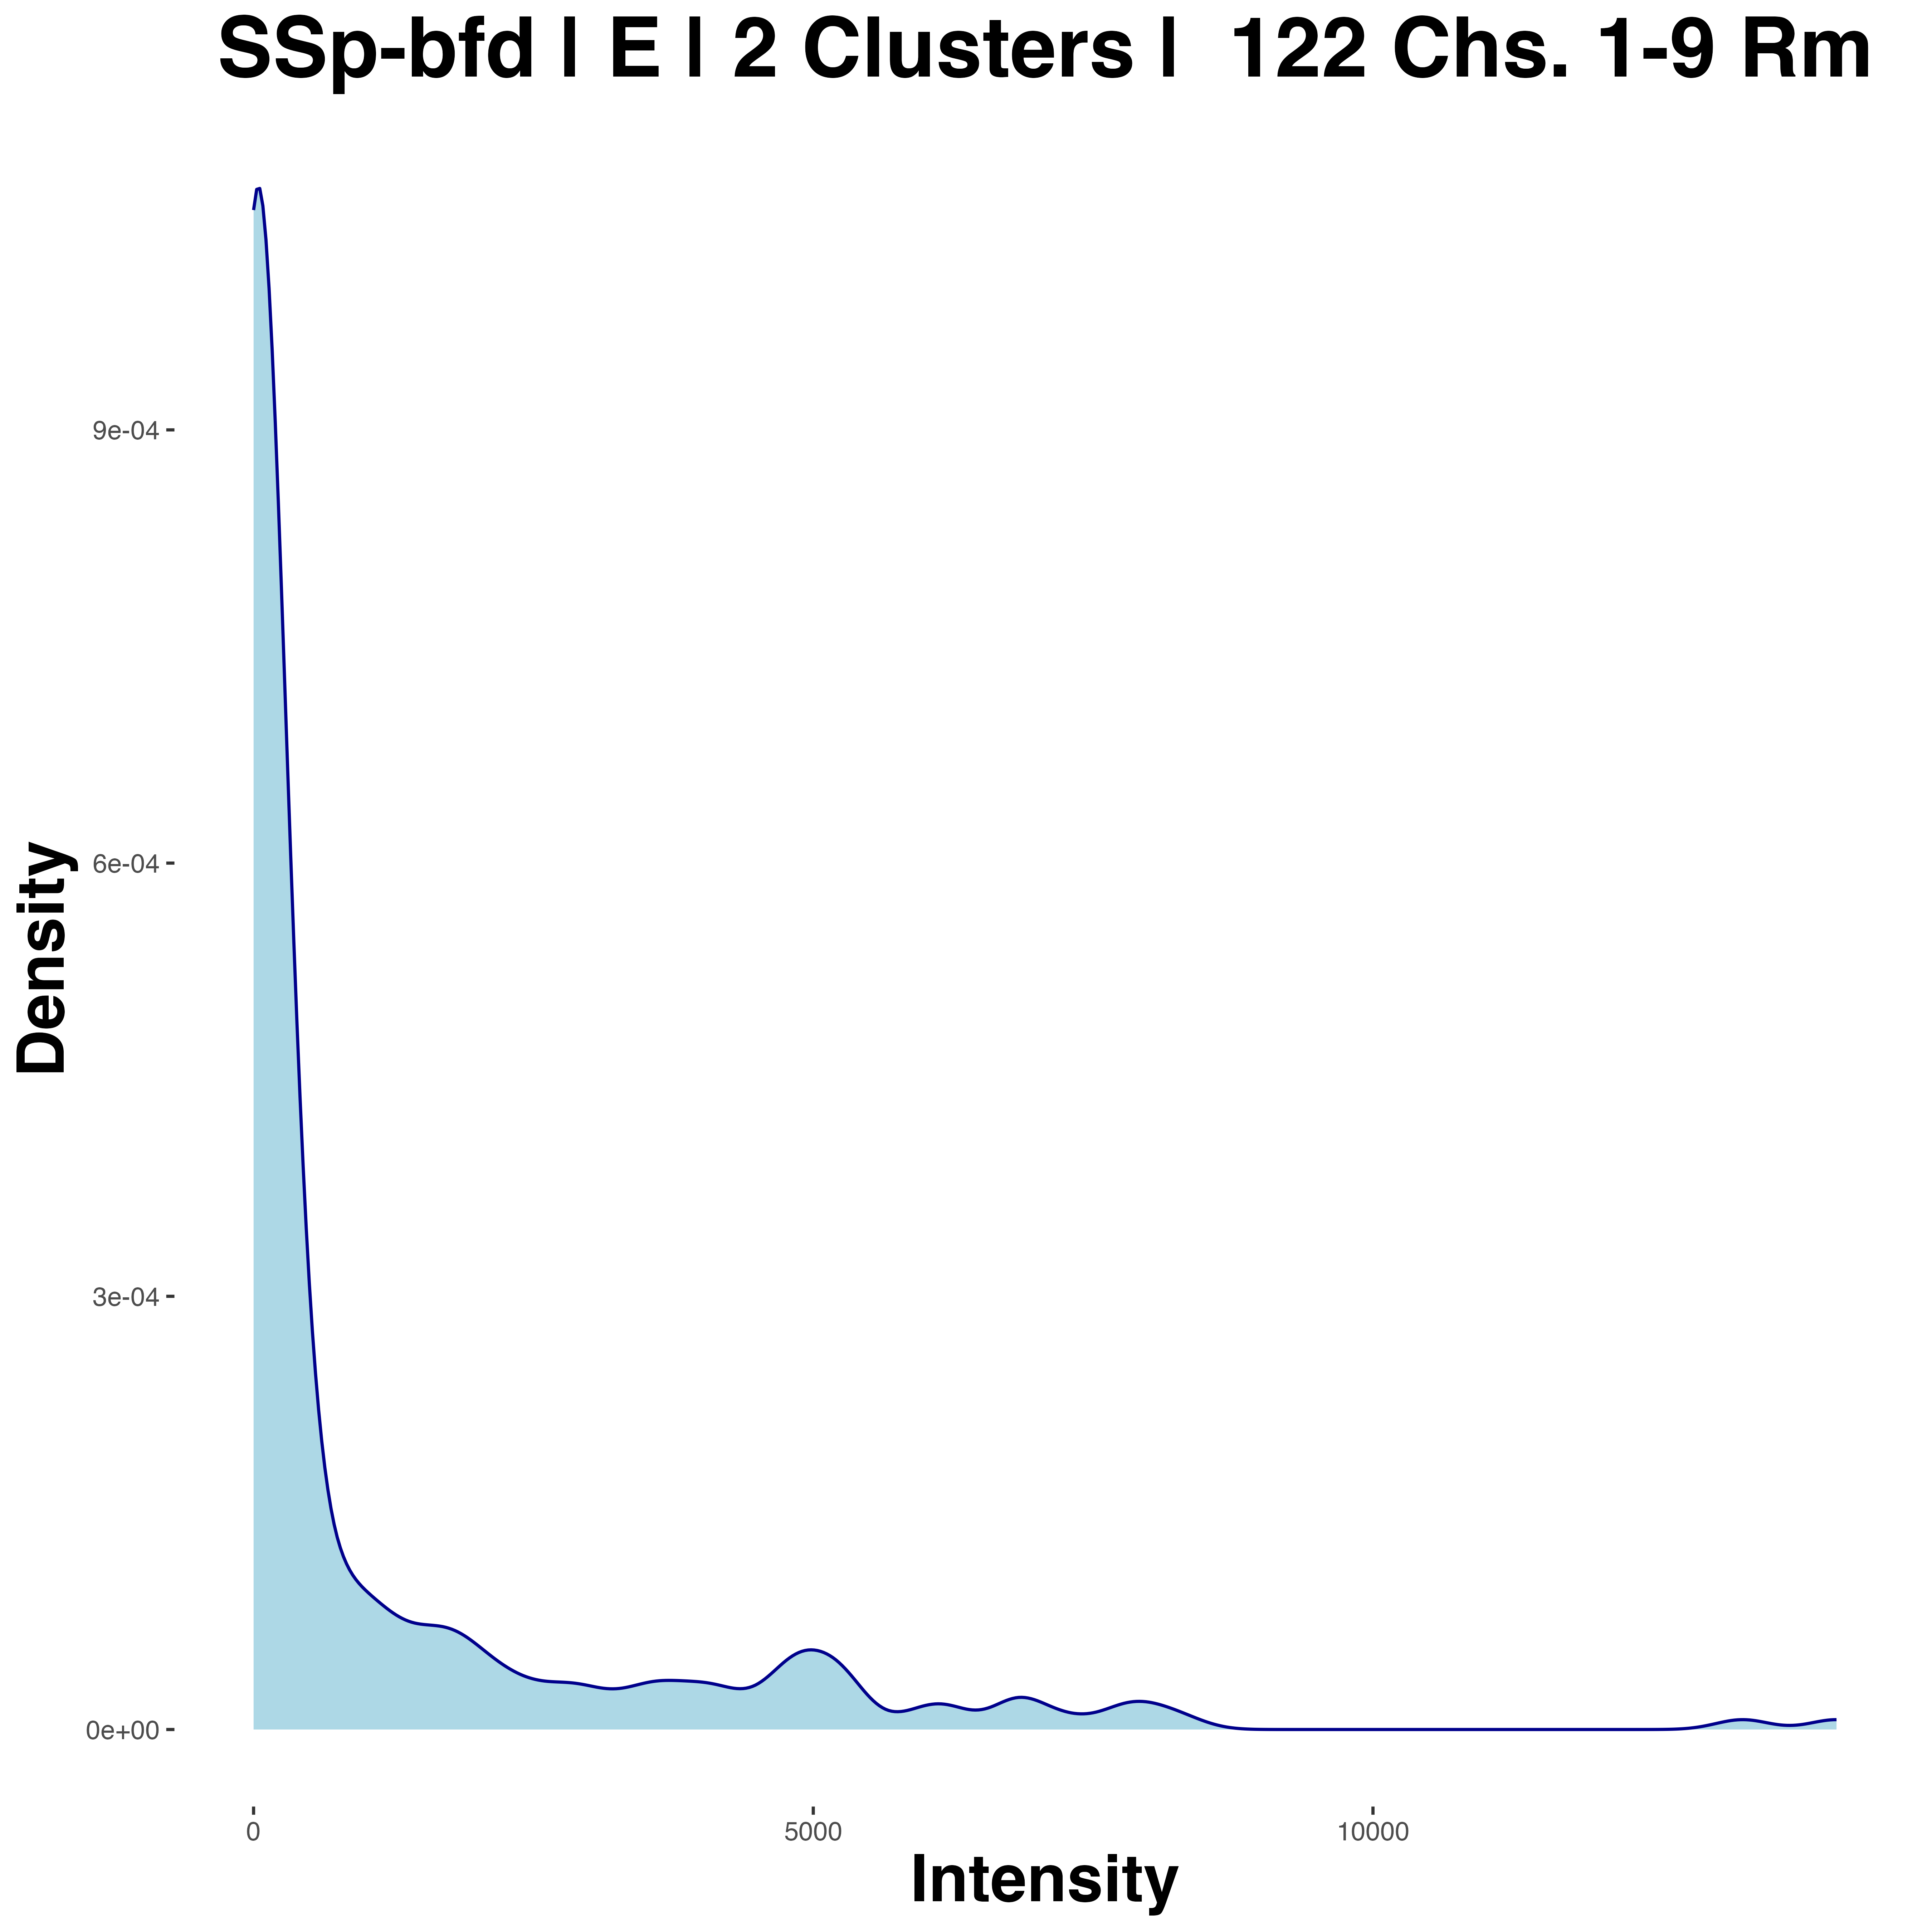 SSp-bfd | E | 2 Clusters |  122 Chs. 1-9 Rm
9e-04
6e-04
3e-04
0e+00
Density
0
5000
10000
Intensity